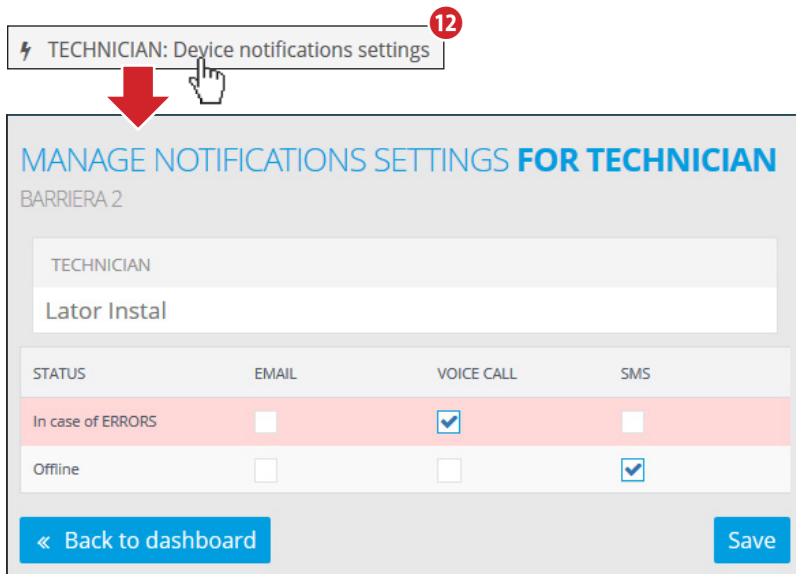 12
TECHNICIAN: Device notifications settings
MANAGE NOTIFICATIONS SETTINGS FOR TECHNICIAN
BARRIERA 2
TECHNICIAN
Lator Instal
STATUS EMAIL VOICE CALL SMS
In case of ERRORS
Offline
« Back to dashboard Save